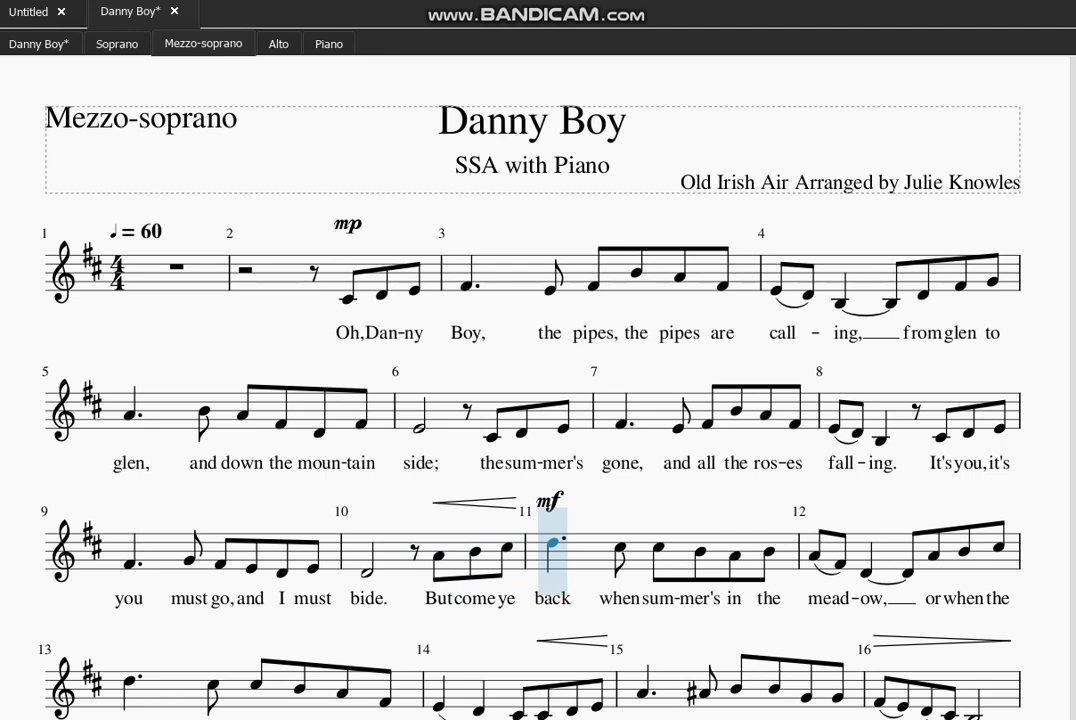 Untitled ✕ Danny Boy* ✕
www.BANDICAM.com
Danny Boy* Soprano Mezzo-soprano Alto Piano
Mezzo-soprano
Danny Boy
SSA with Piano
Old Irish Air Arranged by Julie Knowles
♩ = 60 mp
1 2 3 4
4/4
Oh, Dan-ny Boy, the pipes, the pipes are call - ing,___ from glen to
5 6 7 8
glen, and down the moun-tain side; the sum-mer's gone, and all the ros-es fall-ing. It's you, it's
mf
9 10 11 12
you must go, and I must bide. But come ye back when sum-mer's in the mead-ow,___ or when the
13 14 15 16